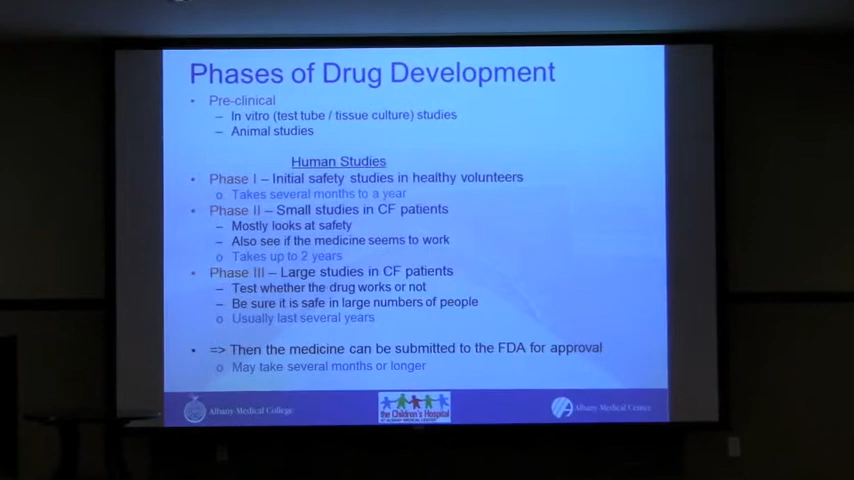 Phases of Drug Development
• Pre-clinical
– In vitro (test tube / tissue culture) studies
– Animal studies
Human Studies
• Phase I – Initial safety studies in healthy volunteers
o Takes several months to a year
• Phase II – Small studies in CF patients
– Mostly looks at safety
– Also see if the medicine seems to work
o Takes up to 2 years
• Phase III – Large studies in CF patients
– Test whether the drug works or not
– Be sure it is safe in large numbers of people
o Usually last several years
• => Then the medicine can be submitted to the FDA for approval
o May take several months or longer
Albany Medical College
the Children's Hospital
AT ALBANY MEDICAL CENTER
Albany Medical Center